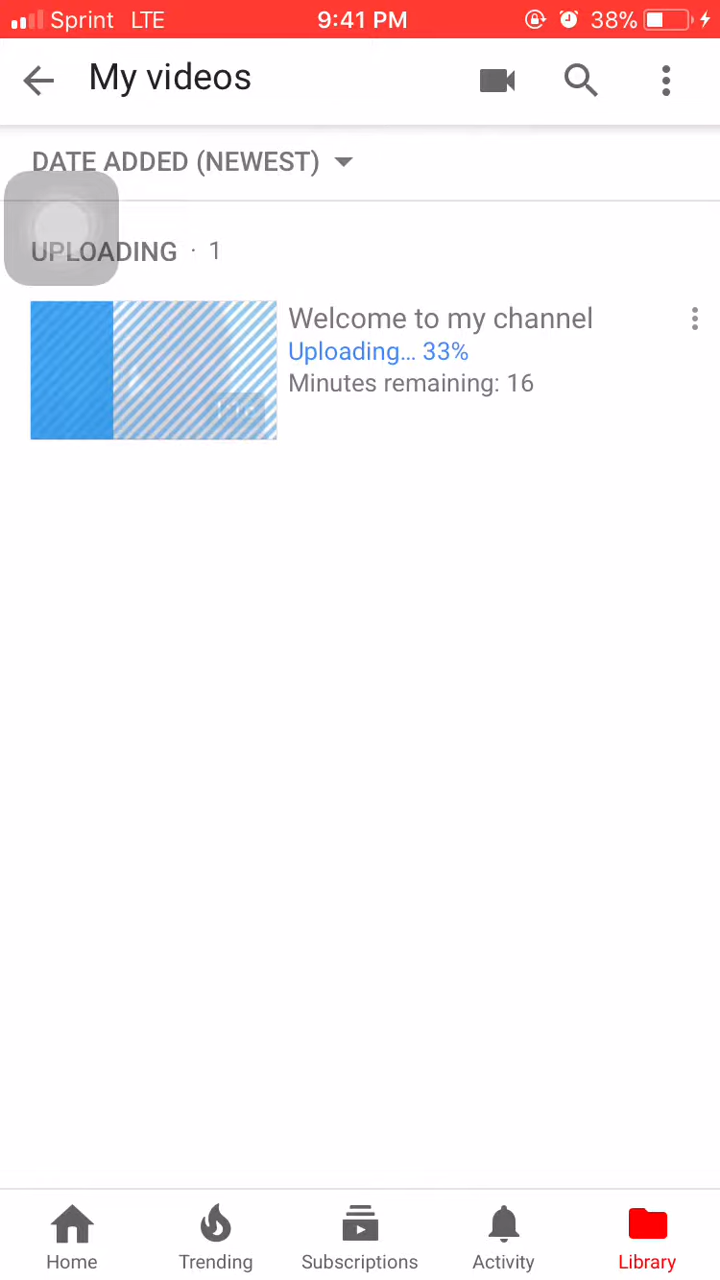 Sprint LTE 9:41 PM 38%
My videos
DATE ADDED (NEWEST)
UPLOADING · 1
Welcome to my channel
Uploading... 33%
Minutes remaining: 16
Home Trending Subscriptions Activity Library